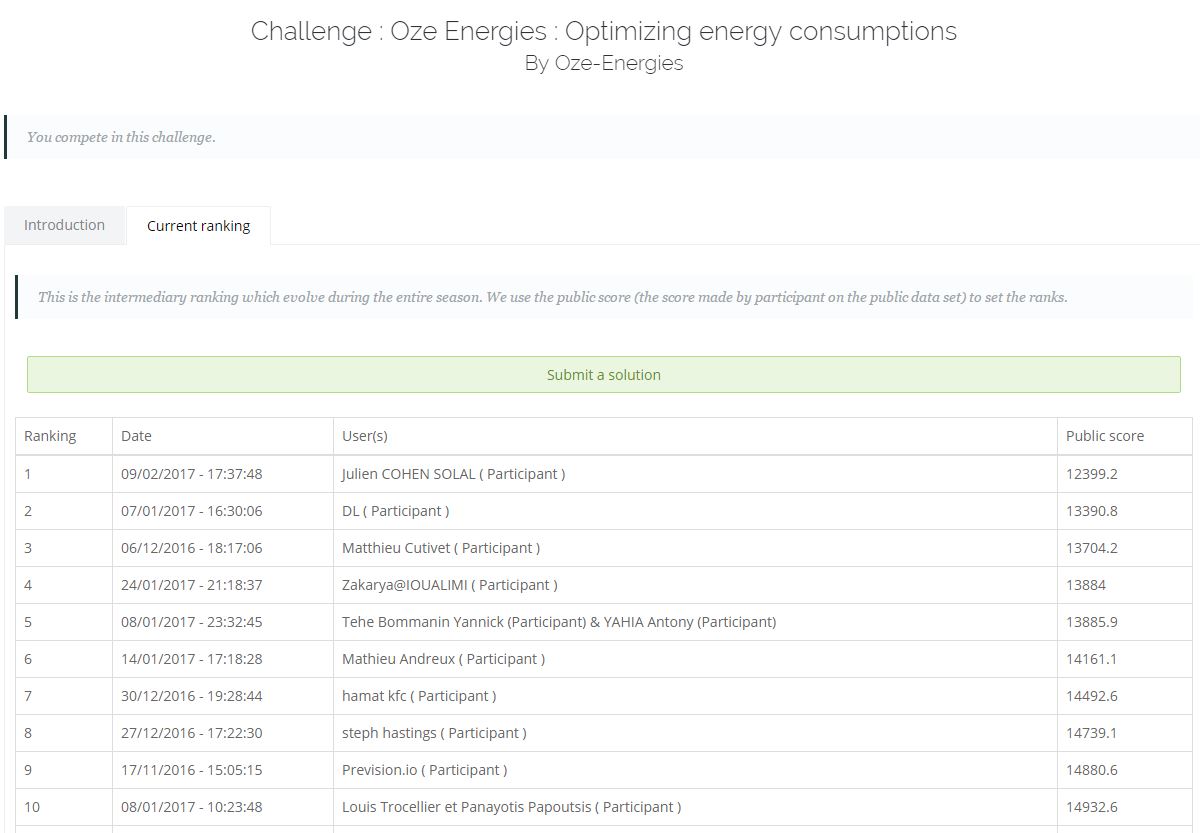 Challenge : Oze Energies : Optimizing energy consumptions
By Oze-Energies
You compete in this challenge.
Introduction Current ranking
This is the intermediary ranking which evolve during the entire season. We use the public score (the score made by participant on the public data set) to set the ranks.
Submit a solution
Ranking Date User(s) Public score
1 09/02/2017 - 17:37:48 Julien COHEN SOLAL ( Participant ) 12399.2
2 07/01/2017 - 16:30:06 DL ( Participant ) 13390.8
3 06/12/2016 - 18:17:06 Matthieu Cutivet ( Participant ) 13704.2
4 24/01/2017 - 21:18:37 Zakarya@IOUALIMI ( Participant ) 13884
5 08/01/2017 - 23:32:45 Tehe Bommanin Yannick (Participant) & YAHIA Antony (Participant) 13885.9
6 14/01/2017 - 17:18:28 Mathieu Andreux ( Participant ) 14161.1
7 30/12/2016 - 19:28:44 hamat kfc ( Participant ) 14492.6
8 27/12/2016 - 17:22:30 steph hastings ( Participant ) 14739.1
9 17/11/2016 - 15:05:15 Prevision.io ( Participant ) 14880.6
10 08/01/2017 - 10:23:48 Louis Trocellier et Panayotis Papoutsis ( Participant ) 14932.6